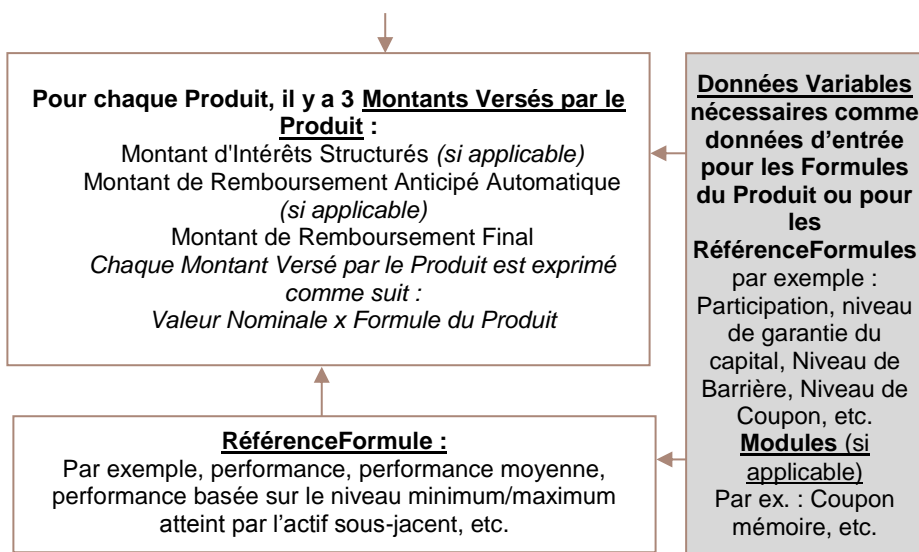 Pour chaque Produit, il y a 3 Montants Versés par le
Produit :
Montant d'Intérêts Structurés (si applicable)
Montant de Remboursement Anticipé Automatique
(si applicable)
Montant de Remboursement Final
Chaque Montant Versé par le Produit est exprimé
comme suit :
Valeur Nominale x Formule du Produit
RéférenceFormule :
Par exemple, performance, performance moyenne,
performance basée sur le niveau minimum/maximum
atteint par l’actif sous-jacent, etc.
Données Variables
nécessaires comme
données d’entrée
pour les Formules
du Produit ou pour
les
RéférenceFormules
par exemple :
Participation, niveau
de garantie du
capital, Niveau de
Barrière, Niveau de
Coupon, etc.
Modules (si
applicable)
Par ex. : Coupon
mémoire, etc.